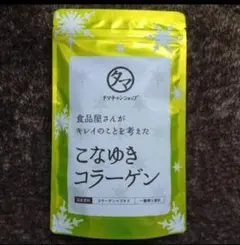 タマ
タマチャンショップ
食品屋さんが
キレイのことを考えた
こなゆき
コラーゲン